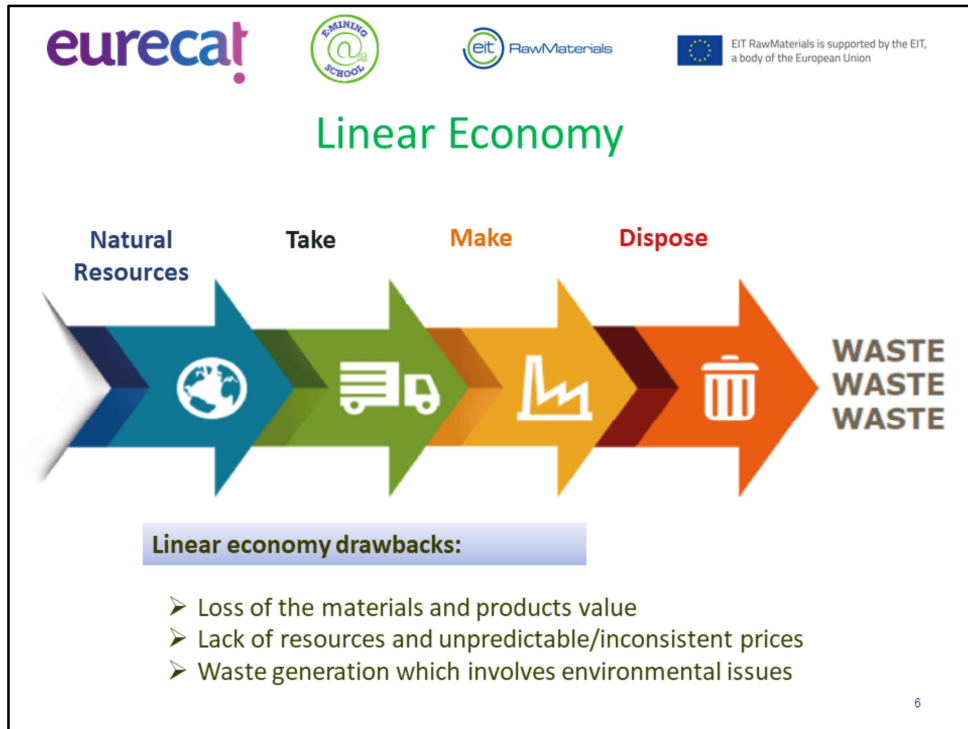 eurecat
E-MINING
@
SCHOOL
eit RawMaterials
EIT RawMaterials is supported by the EIT,
a body of the European Union
Linear Economy
Natural
Resources
Take
Make
Dispose
WASTE
WASTE
WASTE
Linear economy drawbacks:
➢ Loss of the materials and products value
➢ Lack of resources and unpredictable/inconsistent prices
➢ Waste generation which involves environmental issues
6